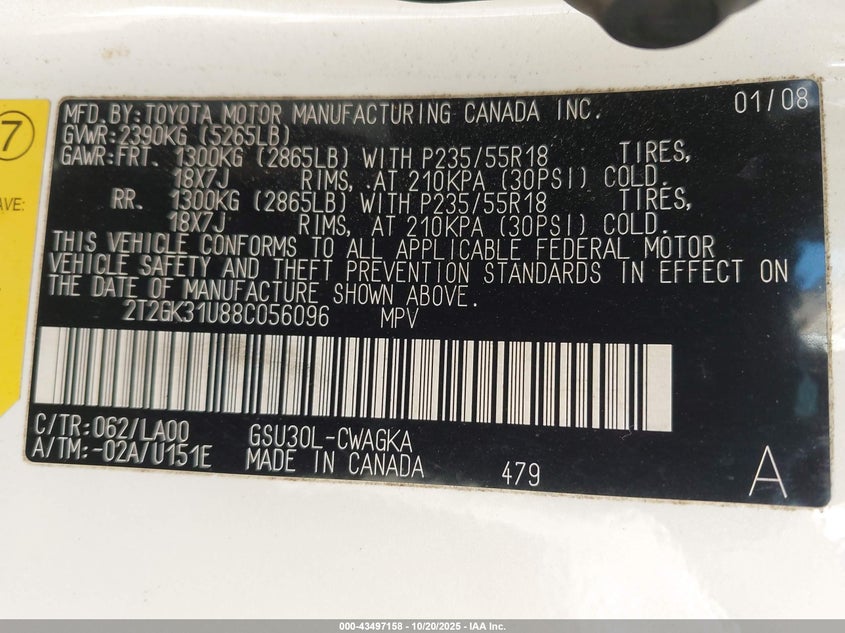 7
AVE:
MFD.BY:TOYOTA MOTOR MANUFACTURING CANADA INC. 01/08
GVWR:2390KG (5265LB)
GAWR:FRT. 1300KG (2865LB) WITH P235/55R18 TIRES,
18X7J RIMS, AT 210KPA (30PSI) COLD.
RR. 1300KG (2865LB) WITH P235/55R18 TIRES,
18X7J RIMS, AT 210KPA (30PSI) COLD.
THIS VEHICLE CONFORMS TO ALL APPLICABLE FEDERAL MOTOR
VEHICLE SAFETY AND THEFT PREVENTION STANDARDS IN EFFECT ON
THE DATE OF MANUFACTURE SHOWN ABOVE.
2T2GK31U88C056096 MPV
C/TR:062/LA00 GSU30L-CWAGKA
A/TM:-02A/U151E MADE IN CANADA 479 A
000-43497158 - 10/20/2025 - IAA Inc.